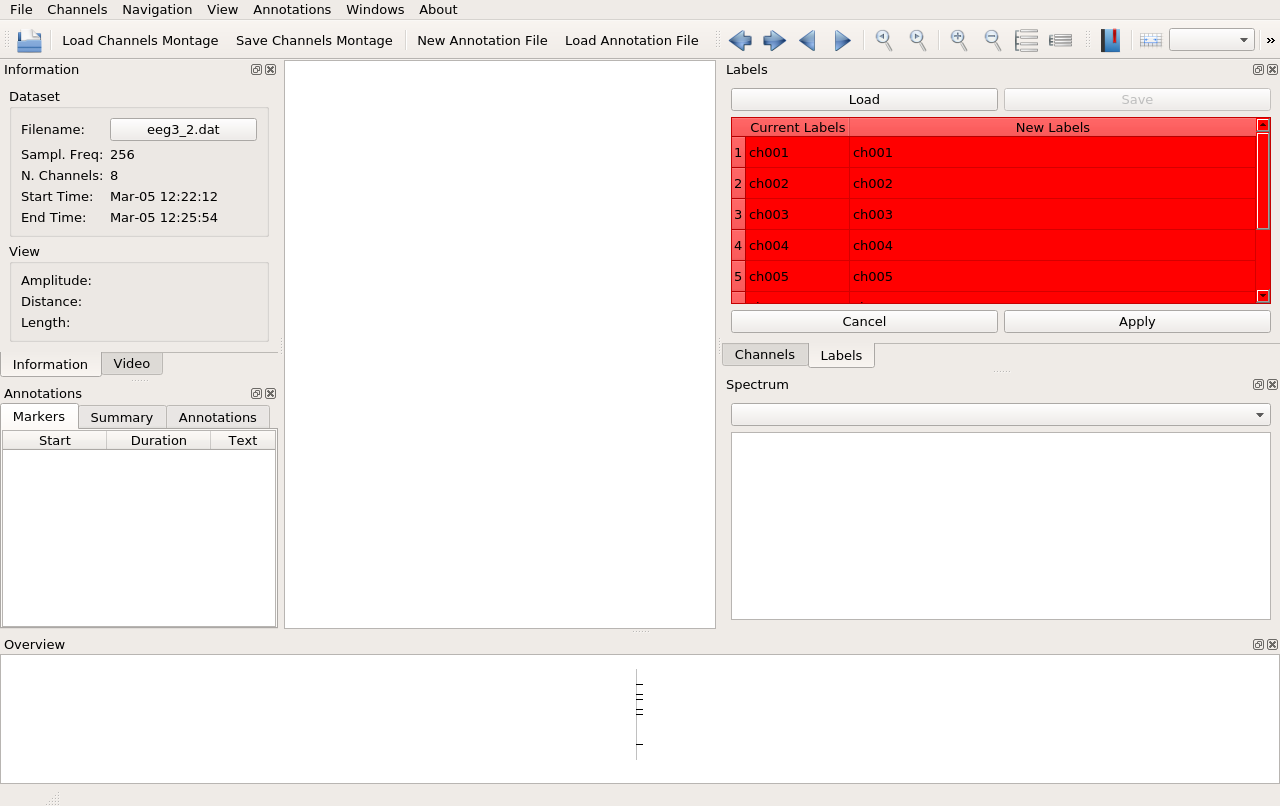 File Channels Navigation View Annotations Windows About
Load Channels Montage Save Channels Montage New Annotation File Load Annotation File »
Information
Dataset
Filename: eeg3_2.dat
Sampl. Freq: 256
N. Channels: 8
Start Time: Mar-05 12:22:12
End Time: Mar-05 12:25:54
View
Amplitude:
Distance:
Length:
Information Video
Annotations
Markers Summary Annotations
Start Duration Text
Labels
Load Save
Current Labels New Labels
1 ch001 ch001
2 ch002 ch002
3 ch003 ch003
4 ch004 ch004
5 ch005 ch005
Cancel Apply
Channels Labels
Spectrum
Overview